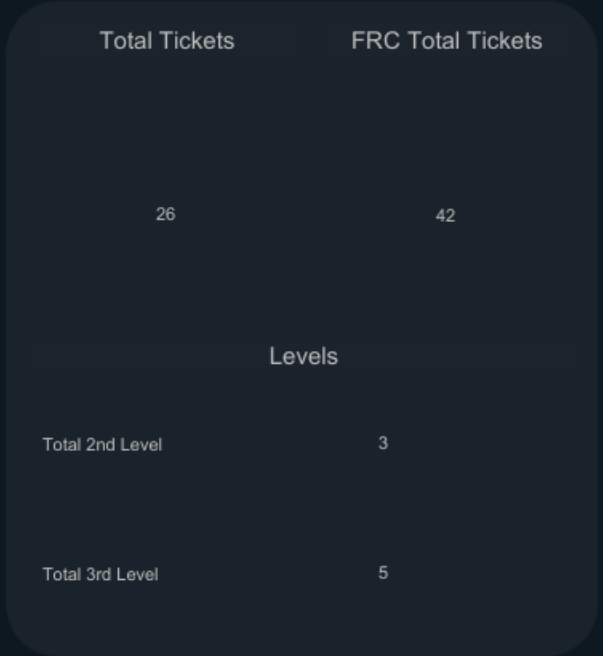 Total Tickets FRC Total Tickets
26 42
Levels
Total 2nd Level 3
Total 3rd Level 5